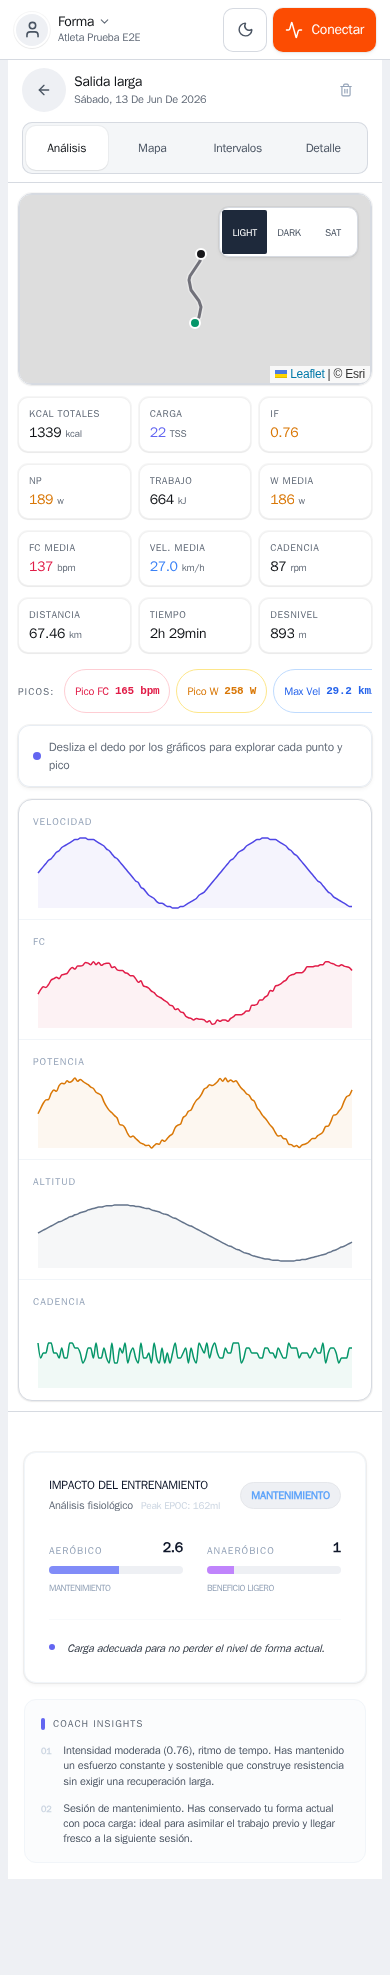 Forma
Atleta Prueba E2E
Conectar
Salida larga
Sábado, 13 De Jun De 2026
Análisis Mapa Intervalos Detalle
LIGHT DARK SAT
Leaflet | © Esri
KCAL TOTALES CARGA IF
1339 kcal 22 TSS 0.76
NP TRABAJO W MEDIA
189 w 664 kJ 186 w
FC MEDIA VEL. MEDIA CADENCIA
137 bpm 27.0 km/h 87 rpm
DISTANCIA TIEMPO DESNIVEL
67.46 km 2h 29min 893 m
PICOS: Pico FC 165 bpm Pico W 258 W Max Vel 29.2 km
Desliza el dedo por los gráficos para explorar cada punto y
pico
VELOCIDAD
FC
POTENCIA
ALTITUD
CADENCIA
IMPACTO DEL ENTRENAMIENTO
Análisis fisiológico Peak EPOC: 162ml
MANTENIMIENTO
AERÓBICO 2.6 ANAERÓBICO 1
MANTENIMIENTO BENEFICIO LIGERO
Carga adecuada para no perder el nivel de forma actual.
COACH INSIGHTS
01 Intensidad moderada (0.76), ritmo de tempo. Has mantenido
un esfuerzo constante y sostenible que construye resistencia
sin exigir una recuperación larga.
02 Sesión de mantenimiento. Has conservado tu forma actual
con poca carga: ideal para asimilar el trabajo previo y llegar
fresco a la siguiente sesión.